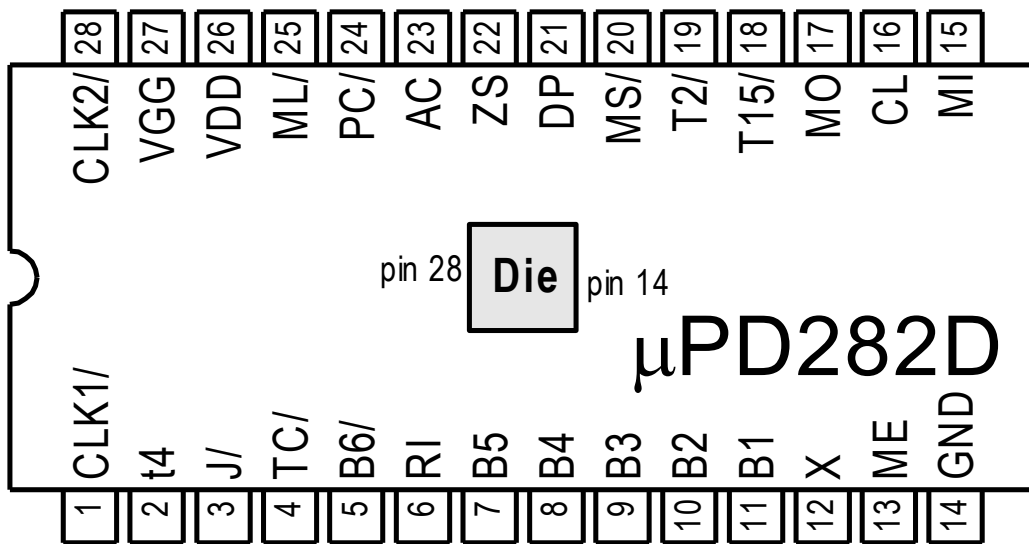 28 27 26 25 24 23 22 21 20 19 18 17 16 15
CLK2/ VGG VDD ML/ PC/ AC ZS DP MS/ T2/ T15/ MO CL MI
pin 28 Die pin 14
μPD282D
CLK1/ t4 J/ TC/ B6/ RI B5 B4 B3 B2 B1 X ME GND
1 2 3 4 5 6 7 8 9 10 11 12 13 14